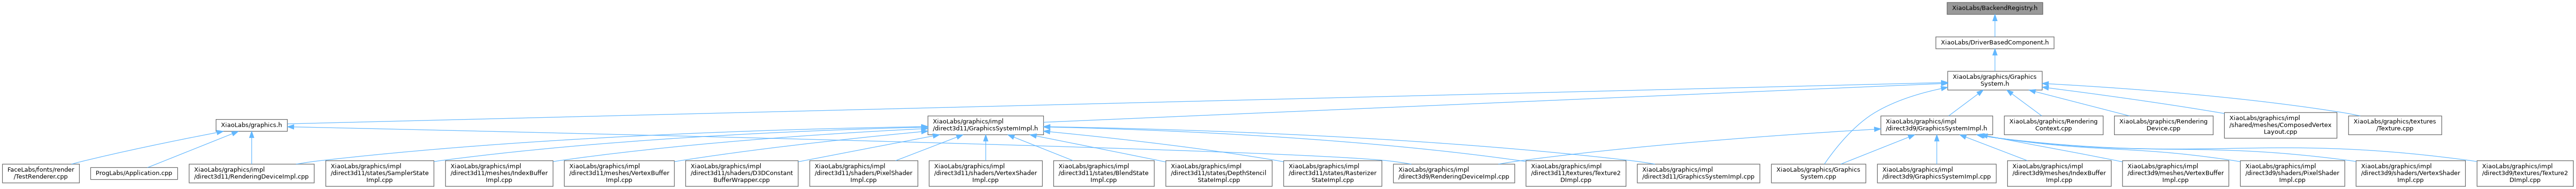 XiaoLabs/BackendRegistry.h
XiaoLabs/DriverBasedComponent.h
XiaoLabs/graphics/Graphics
System.h
XiaoLabs/graphics.h
XiaoLabs/graphics/impl
/direct3d11/GraphicsSystemImpl.h
XiaoLabs/graphics/impl
/direct3d9/GraphicsSystemImpl.h
XiaoLabs/graphics/Rendering
Context.cpp
XiaoLabs/graphics/Rendering
Device.cpp
XiaoLabs/graphics/impl
/shared/meshes/ComposedVertex
Layout.cpp
XiaoLabs/graphics/textures
/Texture.cpp
FaceLabs/fonts/render
/TestRenderer.cpp
ProgLabs/Application.cpp
XiaoLabs/graphics/impl
/direct3d11/RenderingDeviceImpl.cpp
XiaoLabs/graphics/impl
/direct3d11/states/SamplerState
Impl.cpp
XiaoLabs/graphics/impl
/direct3d11/meshes/IndexBuffer
Impl.cpp
XiaoLabs/graphics/impl
/direct3d11/meshes/VertexBuffer
Impl.cpp
XiaoLabs/graphics/impl
/direct3d11/shaders/D3DConstant
BufferWrapper.cpp
XiaoLabs/graphics/impl
/direct3d11/shaders/PixelShader
Impl.cpp
XiaoLabs/graphics/impl
/direct3d11/shaders/VertexShader
Impl.cpp
XiaoLabs/graphics/impl
/direct3d11/states/BlendState
Impl.cpp
XiaoLabs/graphics/impl
/direct3d11/states/DepthStencil
StateImpl.cpp
XiaoLabs/graphics/impl
/direct3d11/states/Rasterizer
StateImpl.cpp
XiaoLabs/graphics/impl
/direct3d9/RenderingDeviceImpl.cpp
XiaoLabs/graphics/impl
/direct3d11/textures/Texture2
DImpl.cpp
XiaoLabs/graphics/impl
/direct3d11/GraphicsSystemImpl.cpp
XiaoLabs/graphics/Graphics
System.cpp
XiaoLabs/graphics/impl
/direct3d9/GraphicsSystemImpl.cpp
XiaoLabs/graphics/impl
/direct3d9/meshes/IndexBuffer
Impl.cpp
XiaoLabs/graphics/impl
/direct3d9/meshes/VertexBuffer
Impl.cpp
XiaoLabs/graphics/impl
/direct3d9/shaders/PixelShader
Impl.cpp
XiaoLabs/graphics/impl
/direct3d9/shaders/VertexShader
Impl.cpp
XiaoLabs/graphics/impl
/direct3d9/textures/Texture2
DImpl.cpp